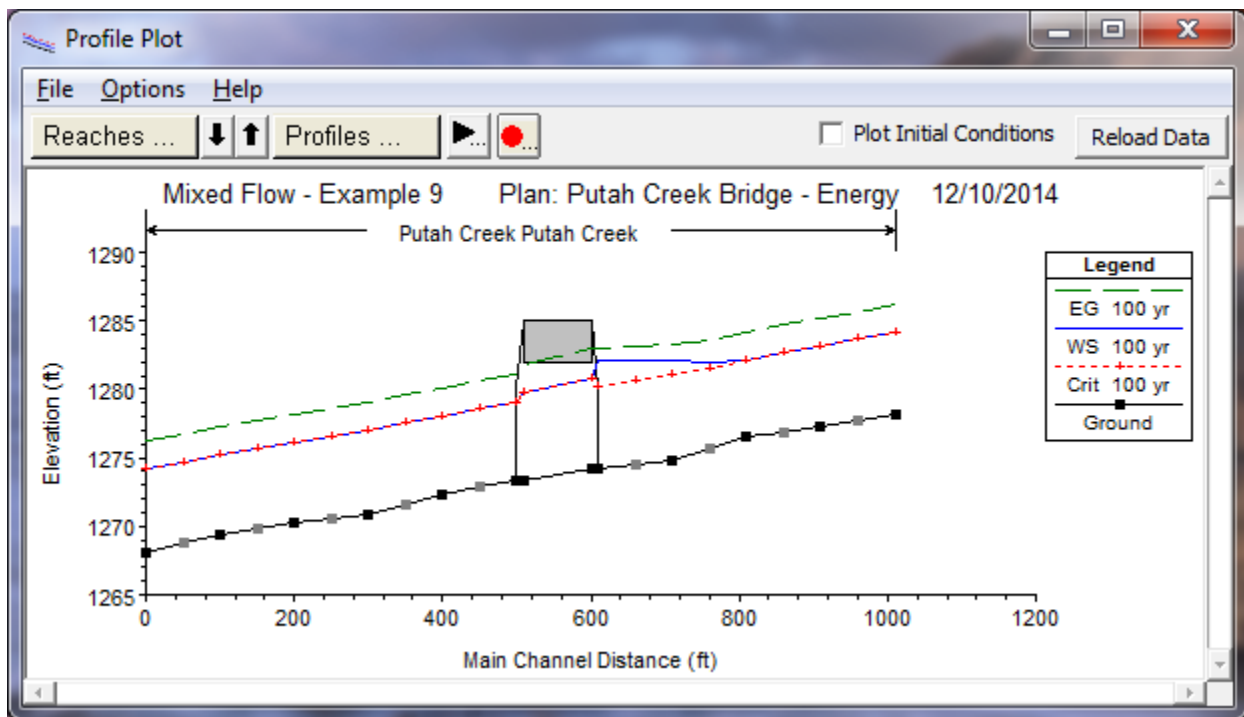 Profile Plot
File Options Help
Reaches ... Profiles ... ... ... Plot Initial Conditions Reload Data
Mixed Flow - Example 9 Plan: Putah Creek Bridge - Energy 12/10/2014
Putah Creek Putah Creek
1290
1285
1280
1275
1270
1265
Elevation (ft)
0 200 400 600 800 1000 1200
Main Channel Distance (ft)
Legend
EG 100 yr
WS 100 yr
Crit 100 yr
Ground